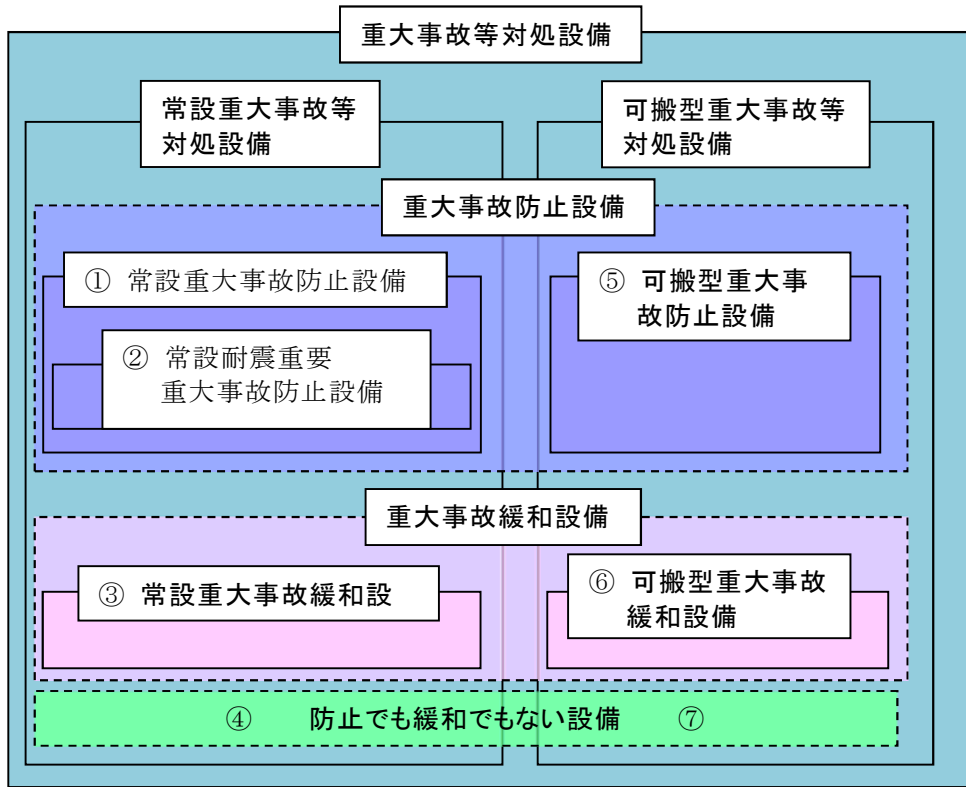 重大事故等対処設備
常設重大事故等
対処設備
可搬型重大事故等
対処設備
重大事故防止設備
① 常設重大事故防止設備
⑤ 可搬型重大事
故防止設備
② 常設耐震重要
重大事故防止設備
重大事故緩和設備
③ 常設重大事故緩和設
⑥ 可搬型重大事故
緩和設備
④ 防止でも緩和でもない設備 ⑦